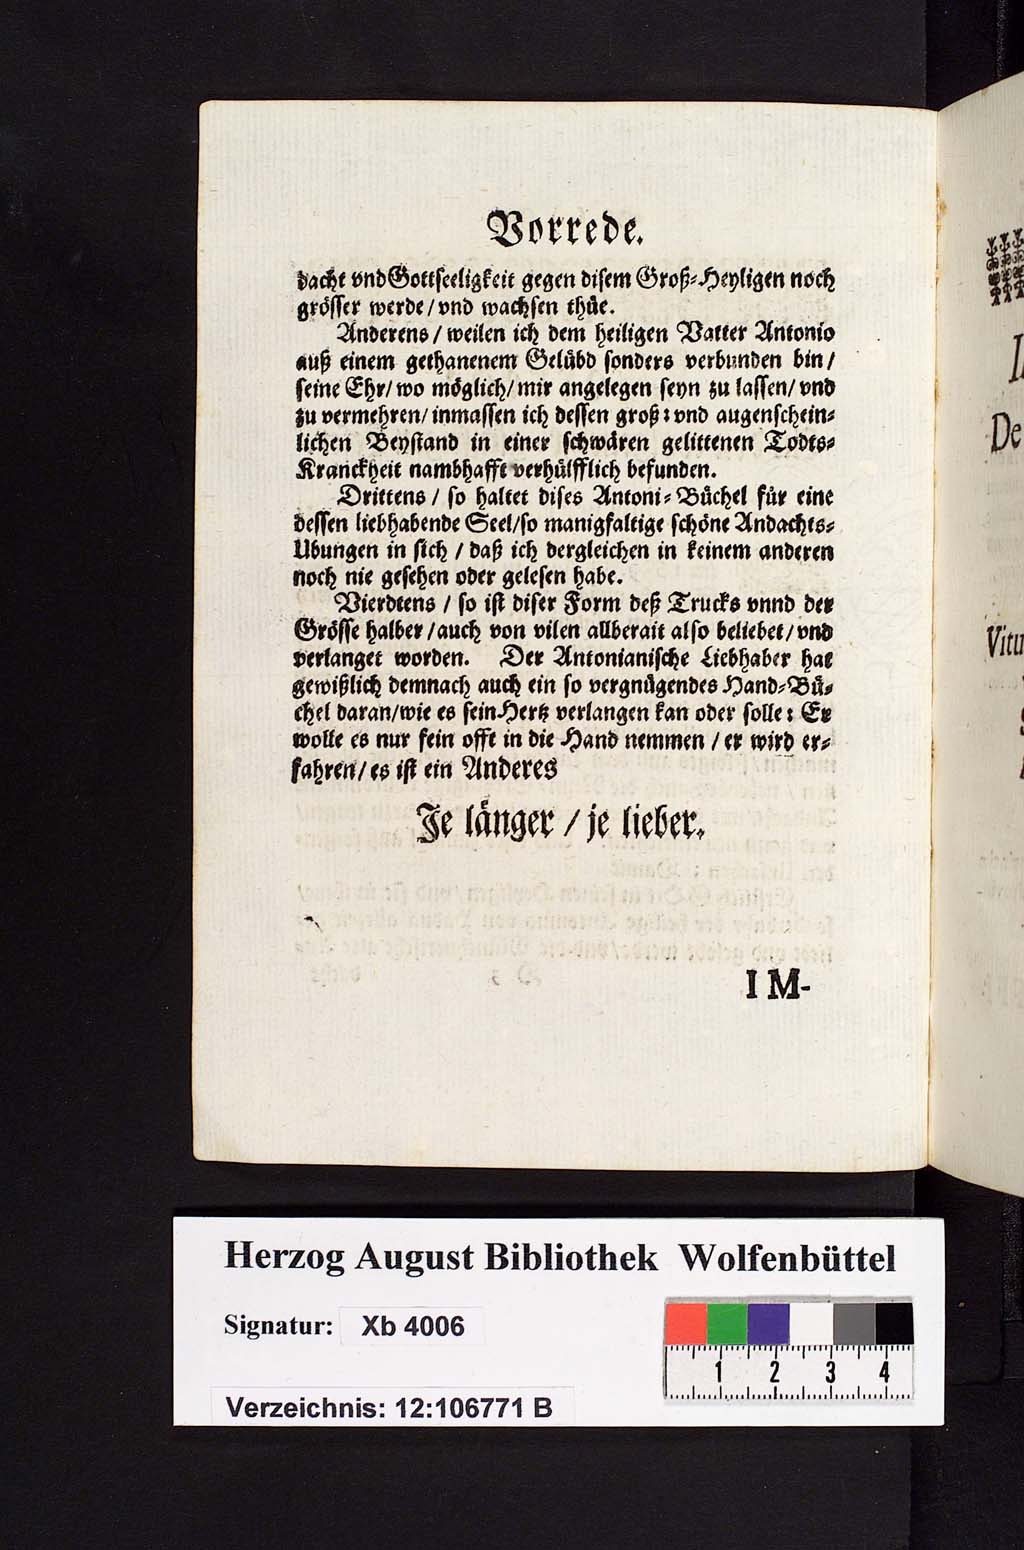 Vorrede.
dacht vnd Gottseeligkeit gegen disem Groß-Heyligen noch
grösser werde / vnd wachsen thüe.
Anderens / weilen ich dem heiligen Vatter Antonio
auß einem gethanenem Gelübd sonders verbunden bin /
seine Ehr / wo möglich / mir angelegen seyn zu lassen / vnd
zu vermehren / inmassen ich dessen groß: vnd augenschein-
lichen Beystand in einer schwären gelittenen Todts-
Kranckheit nambhafft verhülfflich befunden.
Drittens / so haltet dises Antoni-Büchel für eine
dessen liebhabende Seel / so manigfaltige schöne Andachts-
Ubungen in sich / daß ich dergleichen in keinem anderen
noch nie gesehen oder gelesen habe.
Vierdtens / so ist diser Form deß Trucks vnnd der
Grösse halber / auch von vilen allberait also beliebet / vnd
verlanget worden. Der Antonianische Liebhaber hat
gewißlich demnach auch ein so vergnügendes Hand-Bü-
chel daran / wie es sein Hertz verlangen kan oder solle: Er
wolle es nur fein offt in die Hand nemmen / er wird er-
fahren / es ist ein Anderes
Je länger / je lieber.
IM-
De
Vitu
Herzog August Bibliothek Wolfenbüttel
Signatur: Xb 4006
1 2 3 4
Verzeichnis: 12:106771 B